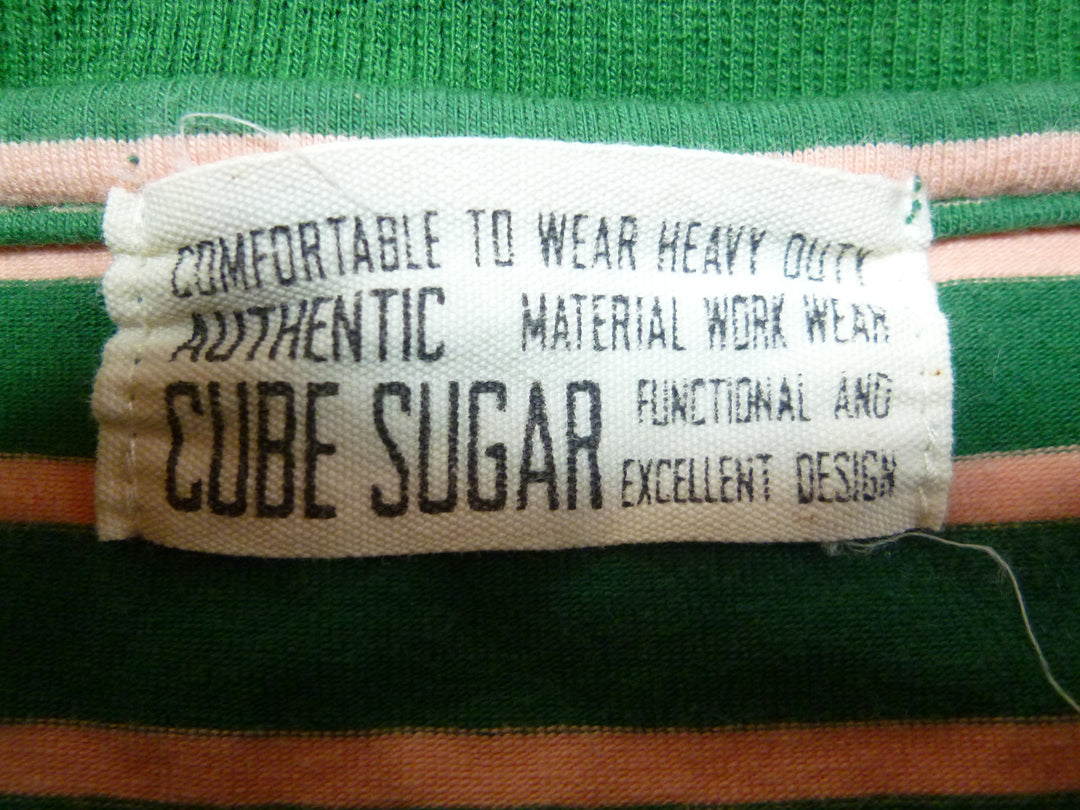 COMFORTABLE TO WEAR HEAVY DUTY
AUTHENTIC MATERIAL WORK WEAR
CUBE SUGAR FUNCTIONAL AND
EXCELLENT DESIGN